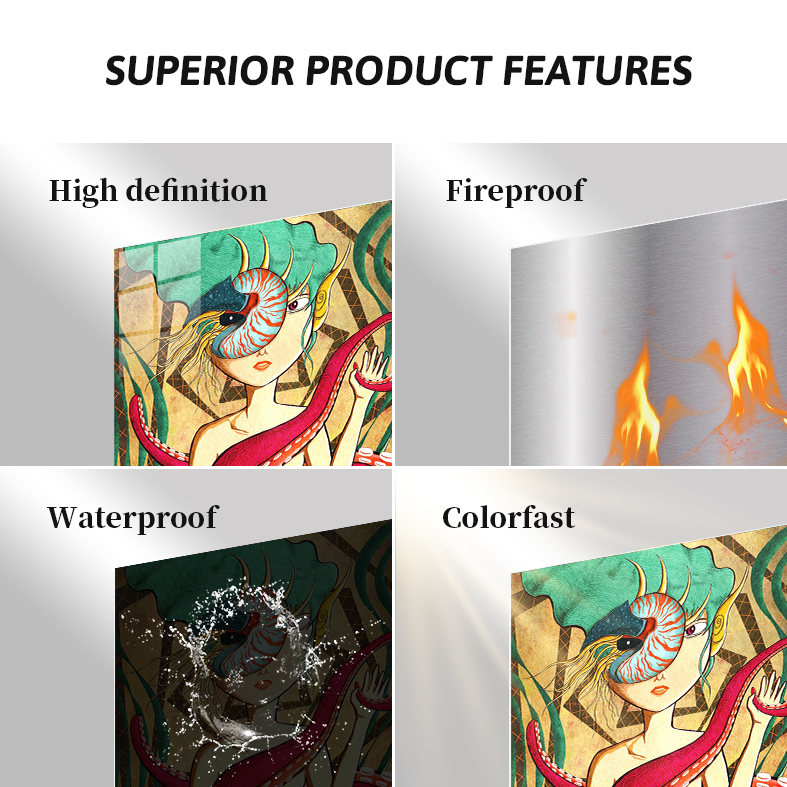 SUPERIOR PRODUCT FEATURES
High definition
Fireproof
Waterproof
Colorfast